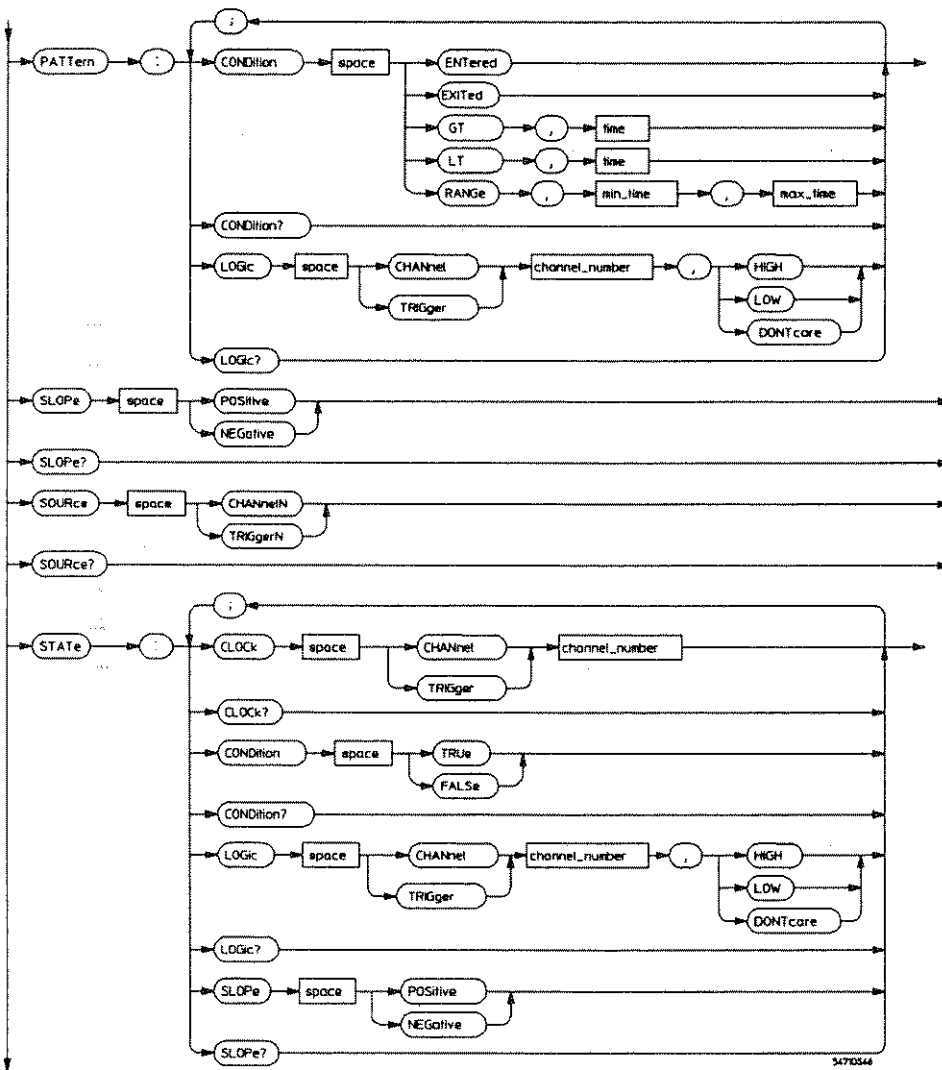 ;
PATTern : CONDition space ENTered
EXITed
GT , time
LT , time
RANGe , min_time , max_time
CONDition?
LOGic space CHANnel channel_number , HIGH
TRIGger LOW
DONTcare
LOGic?
SLOPe space POSitive
NEGative
SLOPe?
SOURce space CHANnelN
TRIGgerN
SOURce?
;
STATe : CLOCk space CHANnel channel_number
TRIGger
CLOCk?
CONDition space TRUe
FALSe
CONDition?
LOGic space CHANnel channel_number , HIGH
TRIGger LOW
DONTcare
LOGic?
SLOPe space POSitive
NEGative
SLOPe?
54710S46